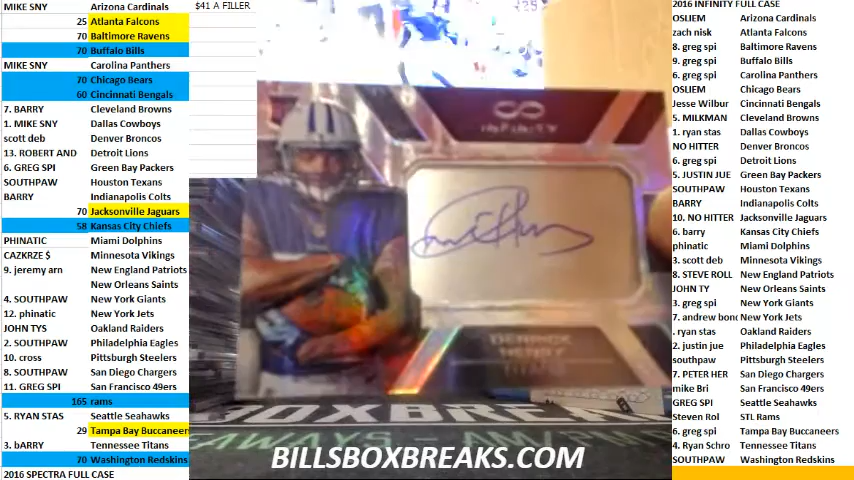 MIKE SNY Arizona Cardinals
25 Atlanta Falcons
70 Baltimore Ravens
70 Buffalo Bills
MIKE SNY Carolina Panthers
70 Chicago Bears
60 Cincinnati Bengals
7. BARRY Cleveland Browns
1. MIKE SNY Dallas Cowboys
scott deb Denver Broncos
13. ROBERT AND Detroit Lions
6. GREG SPI Green Bay Packers
SOUTHPAW Houston Texans
BARRY Indianapolis Colts
70 Jacksonville Jaguars
58 Kansas City Chiefs
PHINATIC Miami Dolphins
CAZKRZE $ Minnesota Vikings
9. jeremy arn New England Patriots
New Orleans Saints
4. SOUTHPAW New York Giants
12. phinatic New York Jets
JOHN TYS Oakland Raiders
2. SOUTHPAW Philadelphia Eagles
10. cross Pittsburgh Steelers
8. SOUTHPAW San Diego Chargers
11. GREG SPI San Francisco 49ers
165 rams
5. RYAN STAS Seattle Seahawks
29 Tampa Bay Buccaneers
3. bARRY Tennessee Titans
70 Washington Redskins
2016 SPECTRA FULL CASE
$41 A FILLER
INFINITY
DERRICK
HENRY
TITANS
BOXBREA
EAWAYS - ANY
BILLSBOXBREAKS.COM
2016 INFINITY FULL CASE
OSLIEM Arizona Cardinals
zach nisk Atlanta Falcons
8. greg spi Baltimore Ravens
9. greg spi Buffalo Bills
6. greg spi Carolina Panthers
OSLIEM Chicago Bears
Jesse Wilbur Cincinnati Bengals
5. MILKMAN Cleveland Browns
1. ryan stas Dallas Cowboys
NO HITTER Denver Broncos
6. greg spi Detroit Lions
5. JUSTIN JUE Green Bay Packers
SOUTHPAW Houston Texans
BARRY Indianapolis Colts
10. NO HITTER Jacksonville Jaguars
6. barry Kansas City Chiefs
phinatic Miami Dolphins
3. scott deb Minnesota Vikings
8. STEVE ROLL New England Patriots
JOHN TY New Orleans Saints
3. greg spi New York Giants
7. andrew bond New York Jets
. ryan stas Oakland Raiders
2. justin jue Philadelphia Eagles
southpaw Pittsburgh Steelers
7. PETER HER San Diego Chargers
mike Bri San Francisco 49ers
GREG SPI Seattle Seahawks
Steven Rol STL Rams
6. greg spi Tampa Bay Buccaneers
4. Ryan Schro Tennessee Titans
SOUTHPAW Washington Redskins